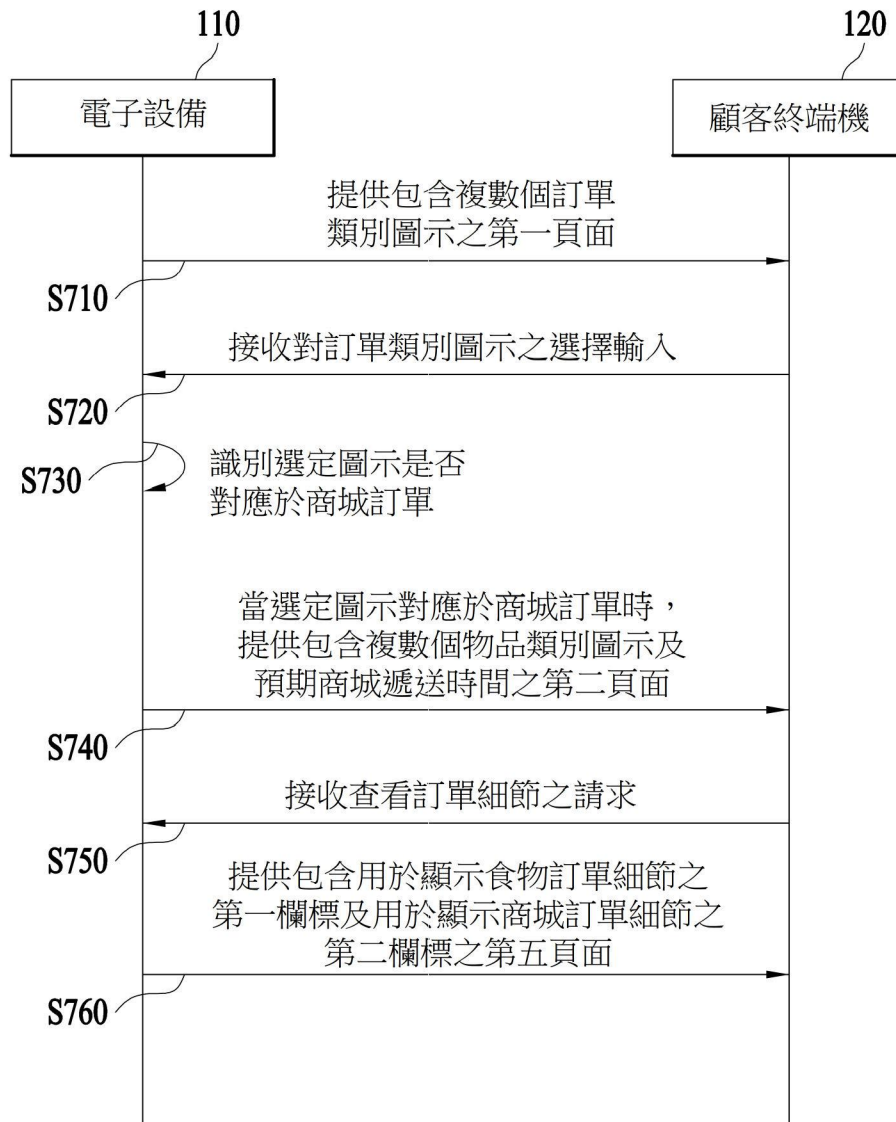 110
120
電子設備
顧客終端機
提供包含複數個訂單
類別圖示之第一頁面
S710
接收對訂單類別圖示之選擇輸入
S720
識別選定圖示是否
S730
對應於商城訂單
當選定圖示對應於商城訂單時，
提供包含複數個物品類別圖示及
預期商城遞送時間之第二頁面
S740
接收查看訂單細節之請求
S750
提供包含用於顯示食物訂單細節之
第一欄標及用於顯示商城訂單細節之
第二欄標之第五頁面
S760